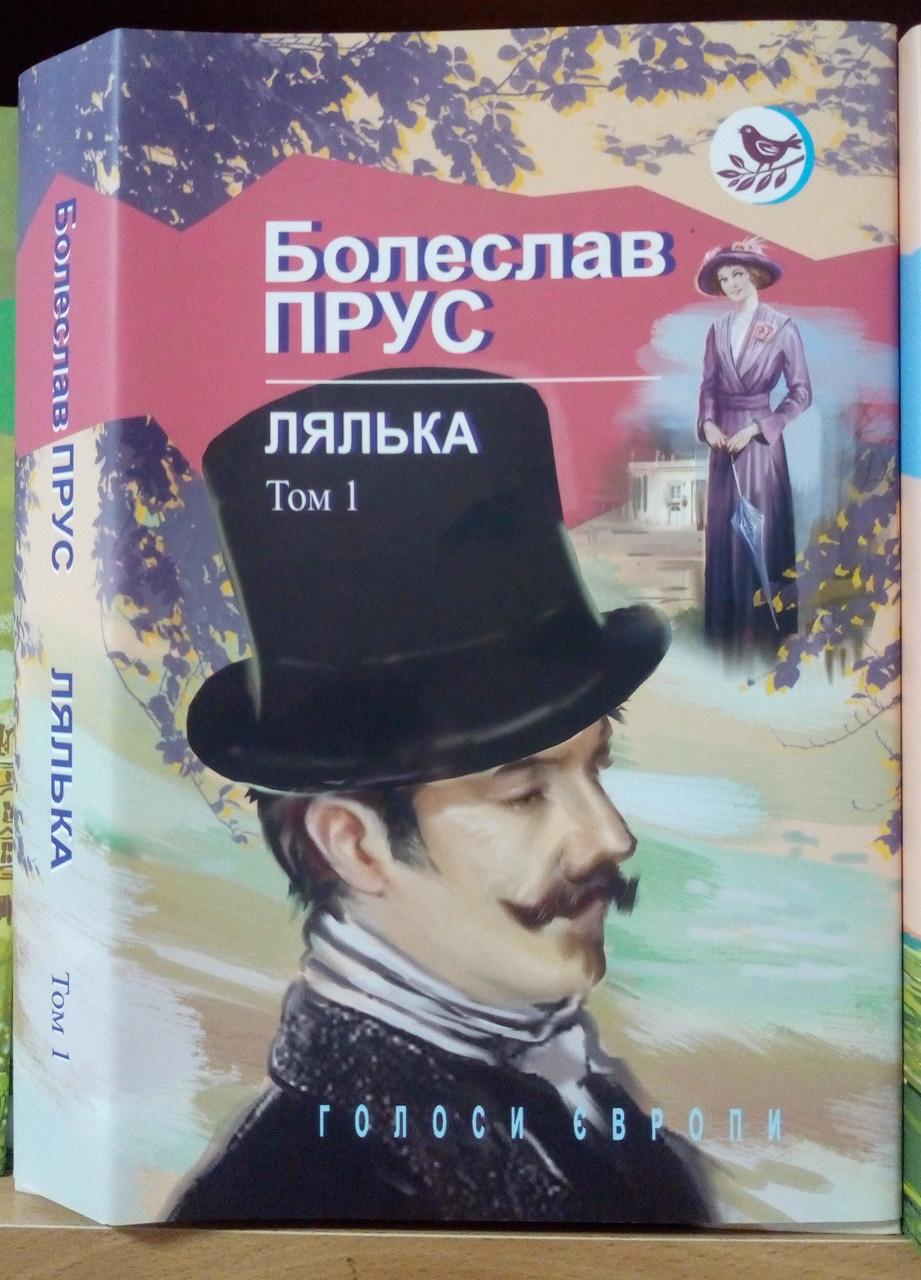 Болеслав
ПРУС
ЛЯЛЬКА
Том 1
ГОЛОСИ ЄВРОПИ
Болеслав ПРУС ЛЯЛЬКА Том 1